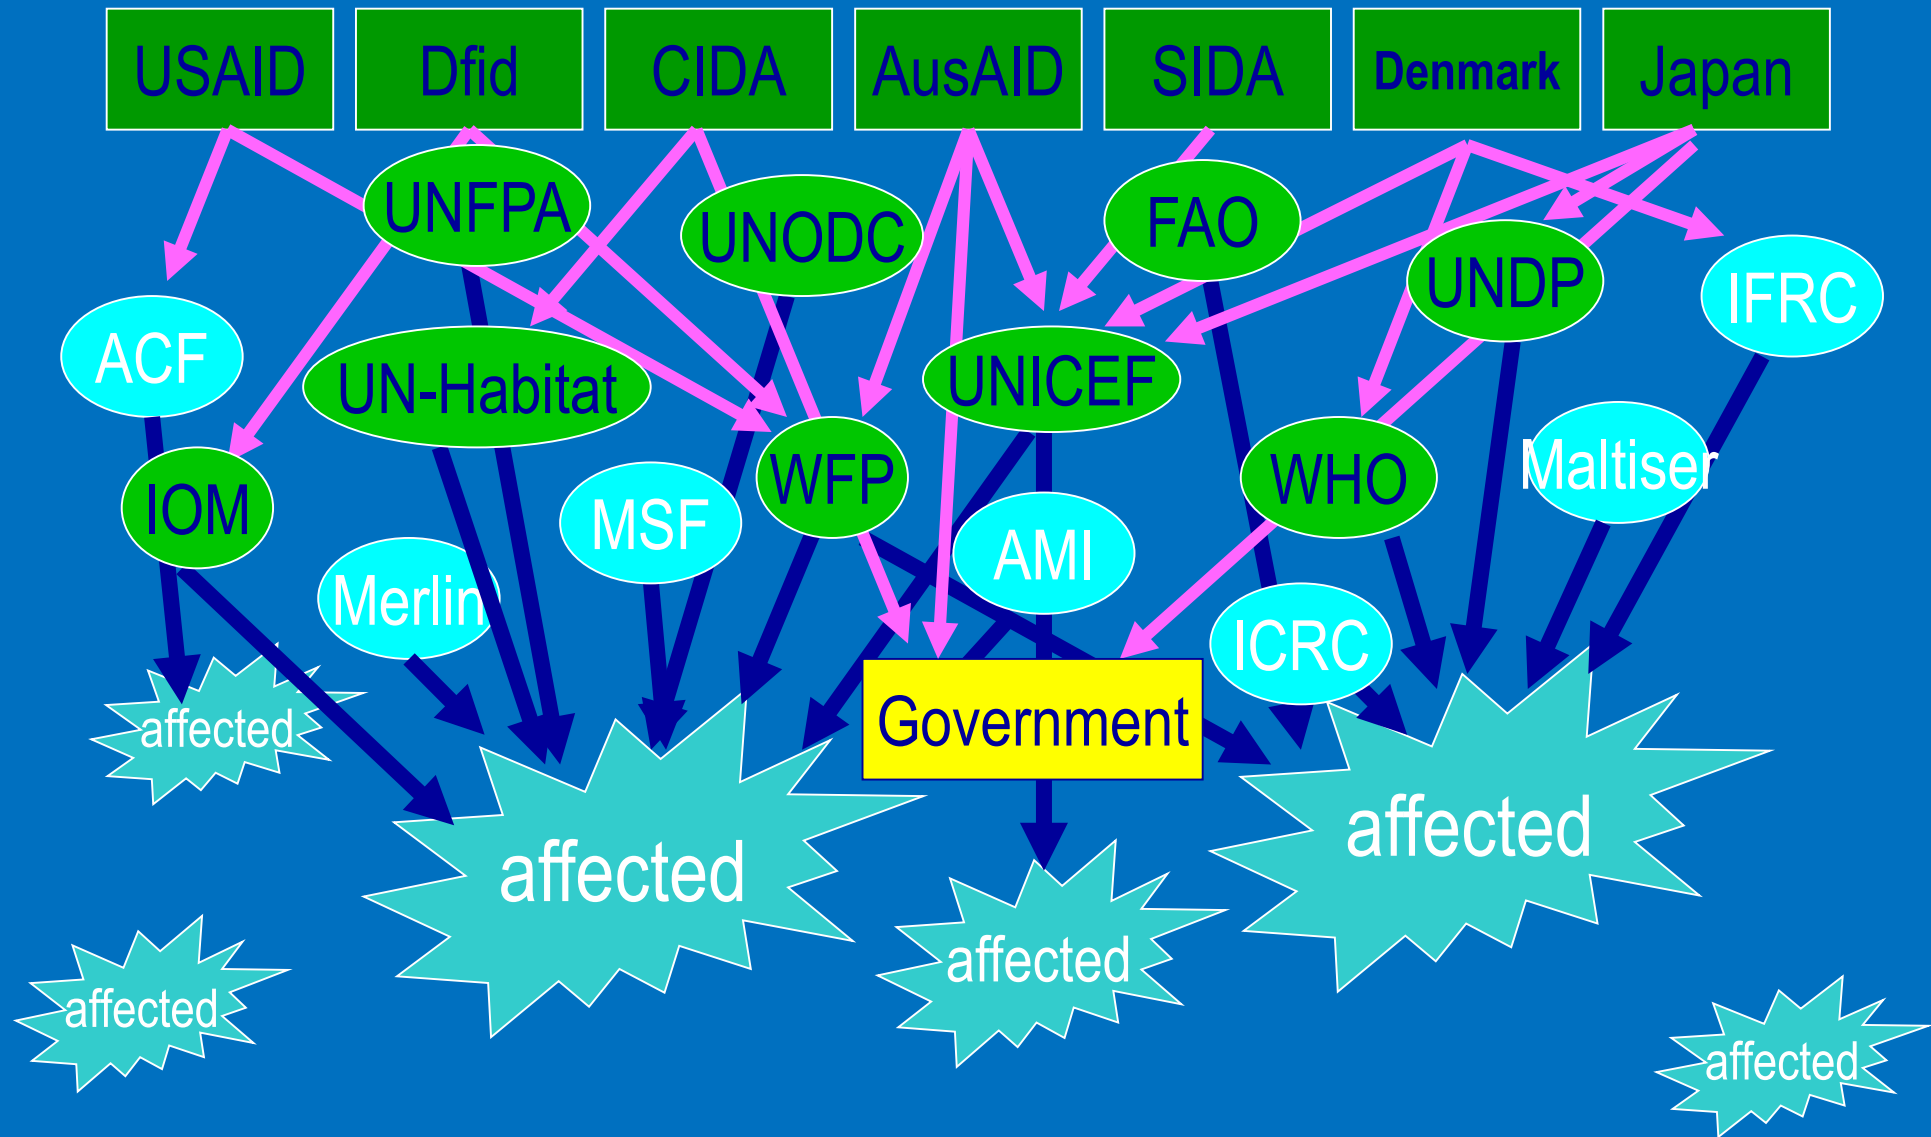 USAID
Dfid
CIDA
AusAID
SIDA
Denmark
Japan
UNFPA
UNODC
FAO
UNDP
IFRC
ACF
UN-Habitat
UNICEF
IOM
MSF
WFP
WHO
Maltiser
Merlin
AMI
ICRC
affected
Government
affected
affected
affected
affected
affected